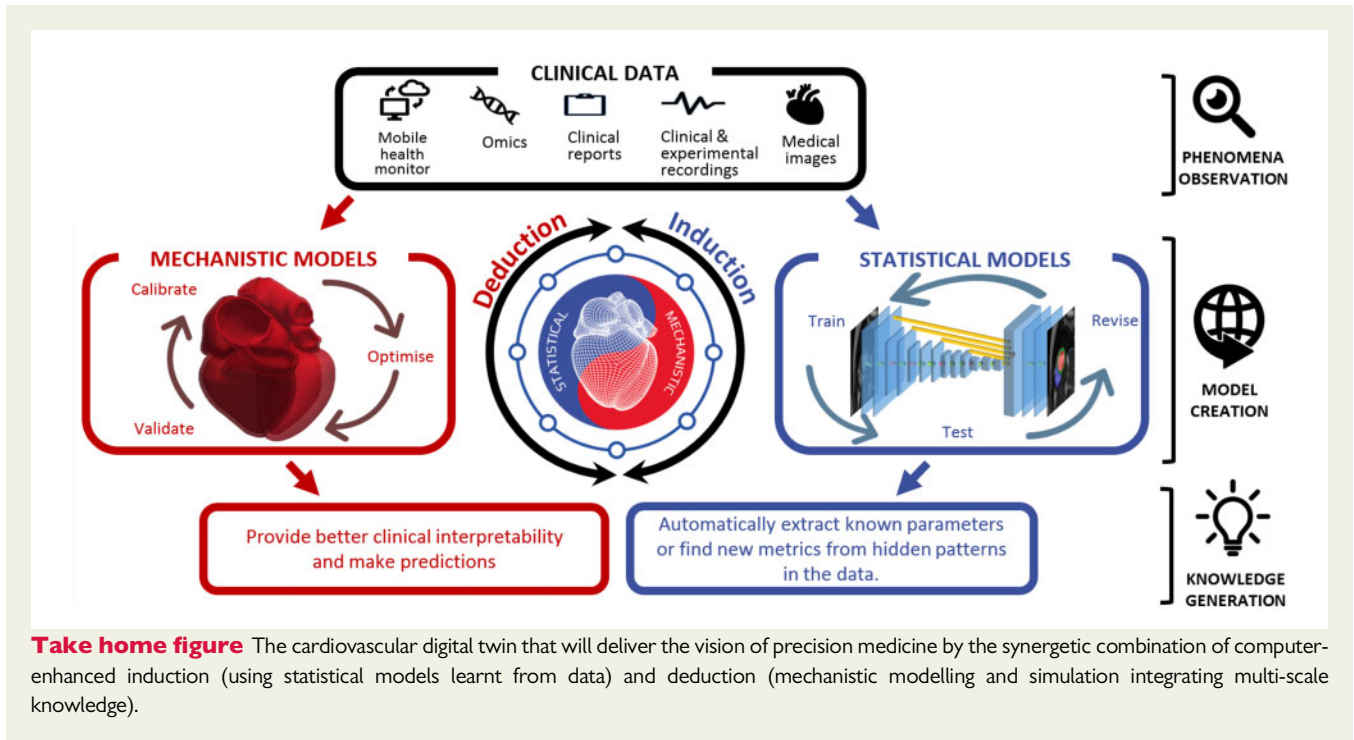 CLINICAL DATA
Mobile
health
monitor
Omics
Clinical
reports
Clinical &
experimental
recordings
Medical
images
PHENOMENA
OBSERVATION
MECHANISTIC MODELS
Calibrate
Optimise
Validate
Deduction
Induction
STATISTICAL
MECHANISTIC
STATISTICAL MODELS
Train
Revise
Test
MODEL
CREATION
Provide better clinical interpretability
and make predictions
Automatically extract known parameters
or find new metrics from hidden patterns
in the data.
KNOWLEDGE
GENERATION
Take home figure The cardiovascular digital twin that will deliver the vision of precision medicine by the synergetic combination of computer-
enhanced induction (using statistical models learnt from data) and deduction (mechanistic modelling and simulation integrating multi-scale
knowledge).